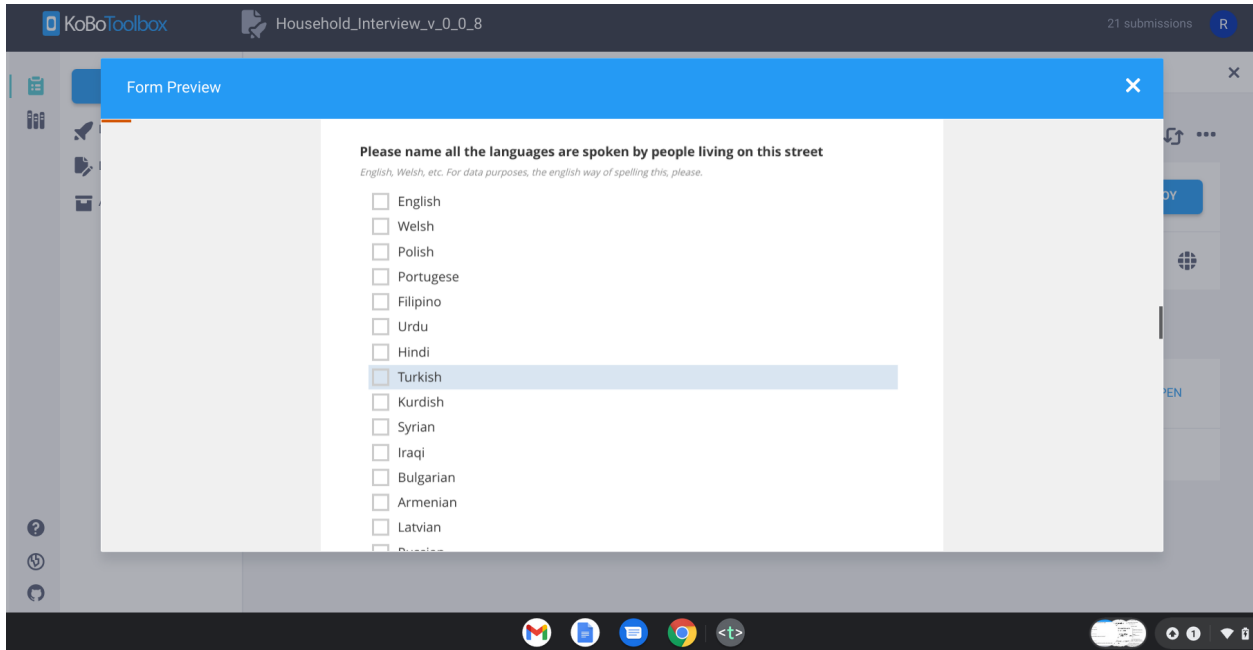 KoBoToolbox
Household_Interview_v_0_0_8
21 submissions
R
Form Preview
OY
PEN
Please name all the languages are spoken by people living on this street
English, Welsh, etc. For data purposes, the english way of spelling this, please.
English
Welsh
Polish
Portugese
Filipino
Urdu
Hindi
Turkish
Kurdish
Syrian
Iraqi
Bulgarian
Armenian
Latvian
1